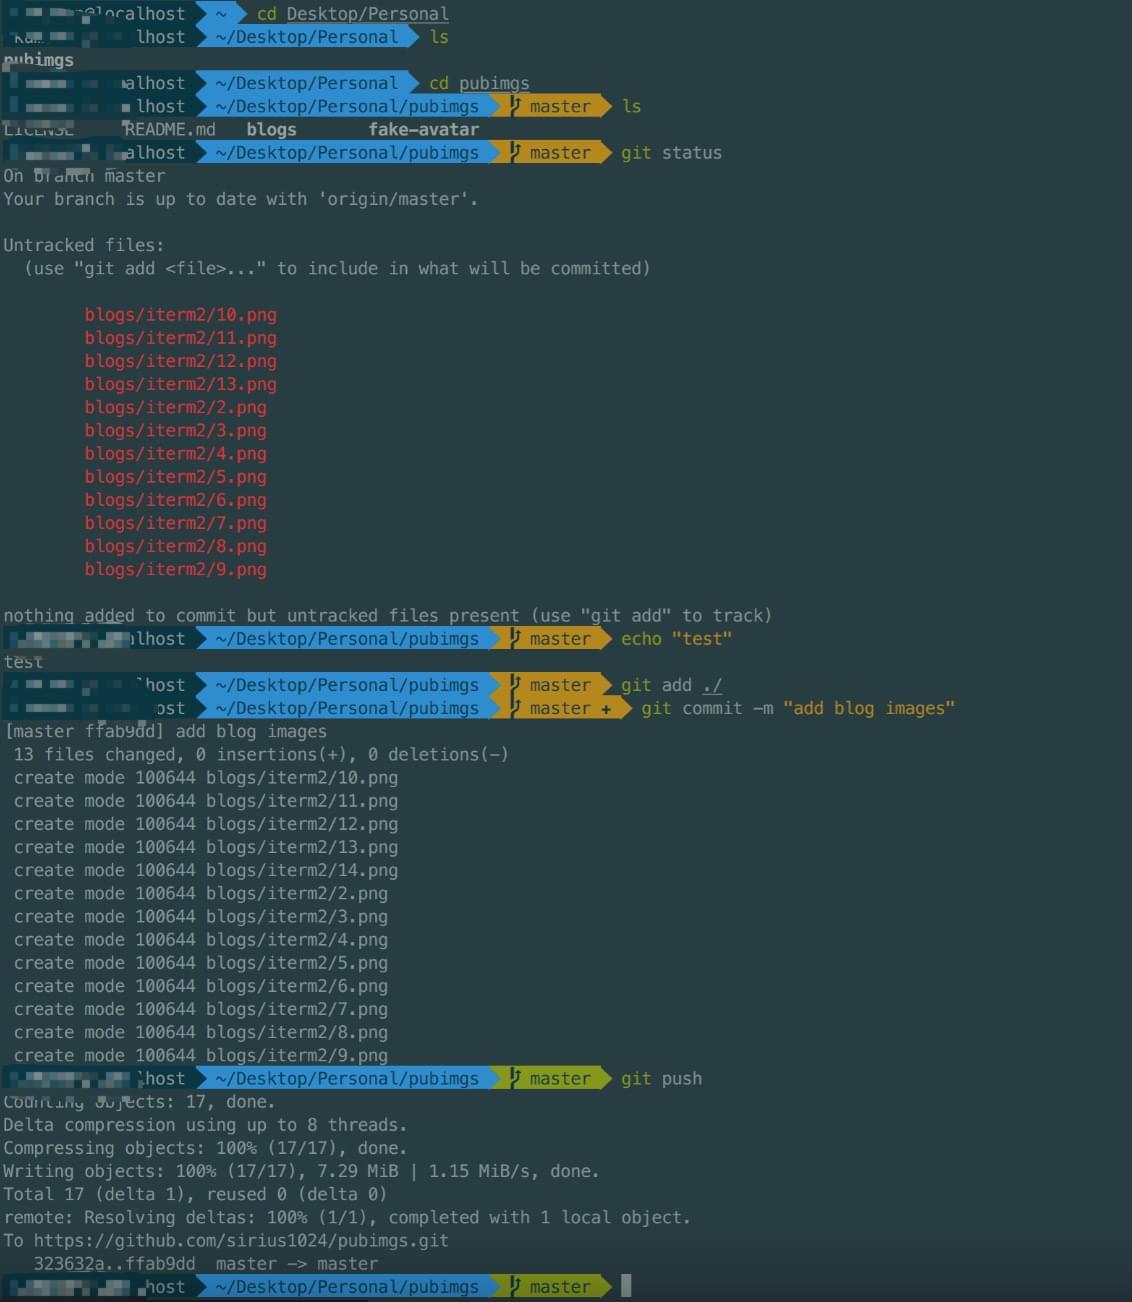 @localhost ~ cd Desktop/Personal
lhost ~/Desktop/Personal ls
pubimgs
alhost ~/Desktop/Personal cd pubimgs
lhost ~/Desktop/Personal/pubimgs master ls
LICENSE README.md blogs fake-avatar
alhost ~/Desktop/Personal/pubimgs master git status
On branch master
Your branch is up to date with 'origin/master'.
Untracked files:
(use "git add <file>..." to include in what will be committed)
blogs/iterm2/10.png
blogs/iterm2/11.png
blogs/iterm2/12.png
blogs/iterm2/13.png
blogs/iterm2/2.png
blogs/iterm2/3.png
blogs/iterm2/4.png
blogs/iterm2/5.png
blogs/iterm2/6.png
blogs/iterm2/7.png
blogs/iterm2/8.png
blogs/iterm2/9.png
nothing added to commit but untracked files present (use "git add" to track)
alhost ~/Desktop/Personal/pubimgs master echo "test"
test
host ~/Desktop/Personal/pubimgs master git add ./
ost ~/Desktop/Personal/pubimgs master + git commit -m "add blog images"
[master ffab9dd] add blog images
13 files changed, 0 insertions(+), 0 deletions(-)
create mode 100644 blogs/iterm2/10.png
create mode 100644 blogs/iterm2/11.png
create mode 100644 blogs/iterm2/12.png
create mode 100644 blogs/iterm2/13.png
create mode 100644 blogs/iterm2/14.png
create mode 100644 blogs/iterm2/2.png
create mode 100644 blogs/iterm2/3.png
create mode 100644 blogs/iterm2/4.png
create mode 100644 blogs/iterm2/5.png
create mode 100644 blogs/iterm2/6.png
create mode 100644 blogs/iterm2/7.png
create mode 100644 blogs/iterm2/8.png
create mode 100644 blogs/iterm2/9.png
lhost ~/Desktop/Personal/pubimgs master git push
Counting objects: 17, done.
Delta compression using up to 8 threads.
Compressing objects: 100% (17/17), done.
Writing objects: 100% (17/17), 7.29 MiB | 1.15 MiB/s, done.
Total 17 (delta 1), reused 0 (delta 0)
remote: Resolving deltas: 100% (1/1), completed with 1 local object.
To https://github.com/sirius1024/pubimgs.git
323632a..ffab9dd master -> master
host ~/Desktop/Personal/pubimgs master